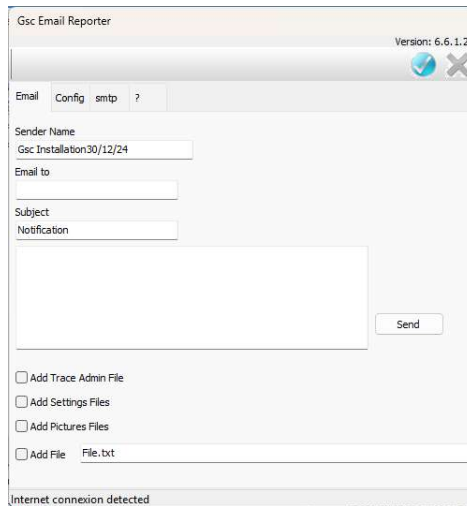 Gsc Email Reporter
Version: 6.6.1.2
Email Config smtp ?
Sender Name
Gsc Installation30/12/24
Email to
Subject
Notification
Send
Add Trace Admin File
Add Settings Files
Add Pictures Files
Add File File.txt
Internet connexion detected